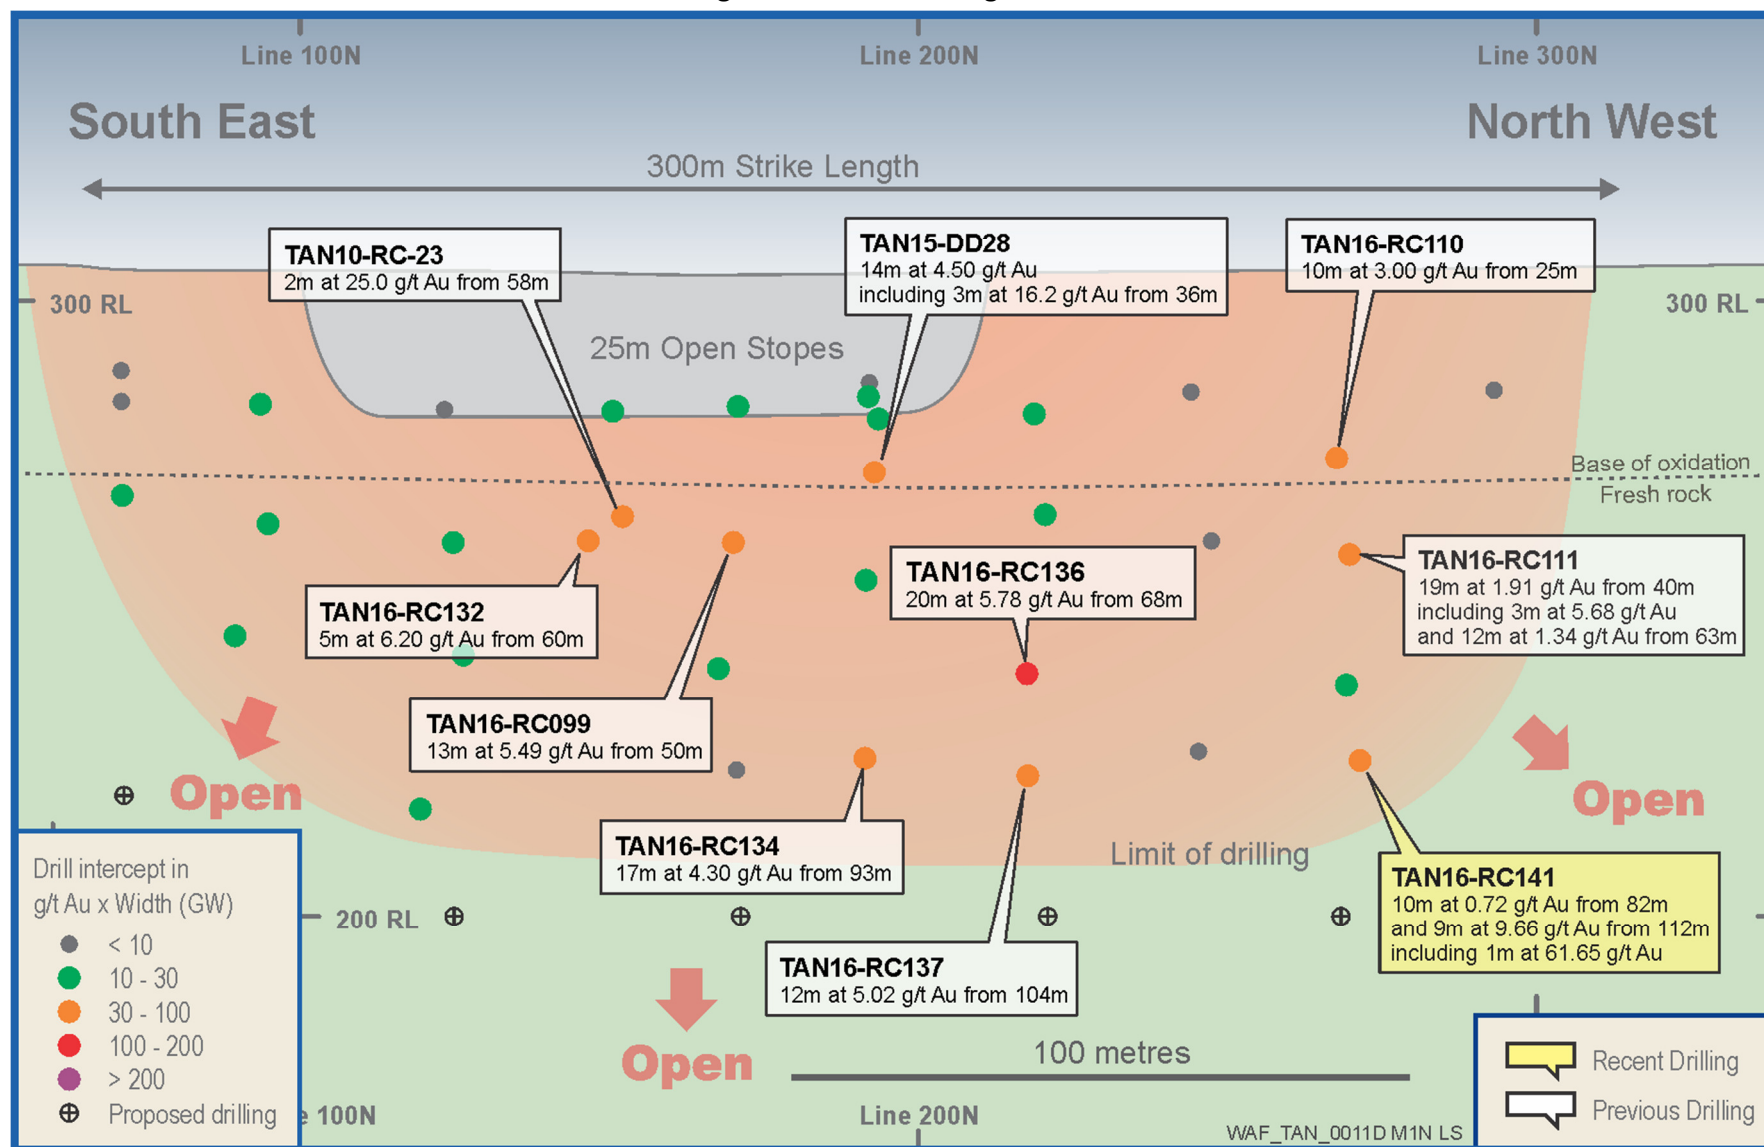 Line 100N
Line 200N
Line 300N
South East
North West
300m Strike Length
TAN10-RC-23
2m at 25.0 g/t Au from 58m
TAN15-DD28
14m at 4.50 g/t Au
including 3m at 16.2 g/t Au from 36m
TAN16-RC110
10m at 3.00 g/t Au from 25m
300 RL
300 RL
25m Open Stopes
Base of oxidation
Fresh rock
TAN16-RC136
20m at 5.78 g/t Au from 68m
TAN16-RC111
19m at 1.91 g/t Au from 40m
including 3m at 5.68 g/t Au
and 12m at 1.34 g/t Au from 63m
TAN16-RC132
5m at 6.20 g/t Au from 60m
TAN16-RC099
13m at 5.49 g/t Au from 50m
Open
Open
TAN16-RC134
17m at 4.30 g/t Au from 93m
Limit of drilling
TAN16-RC141
10m at 0.72 g/t Au from 82m
and 9m at 9.66 g/t Au from 112m
including 1m at 61.65 g/t Au
200 RL
TAN16-RC137
12m at 5.02 g/t Au from 104m
Open
100 metres
Drill intercept in
g/t Au x Width (GW)
< 10
10 - 30
30 - 100
100 - 200
> 200
Proposed drilling
e 100N
Line 200N
WAF_TAN_0011D M1N LS
Recent Drilling
Previous Drilling